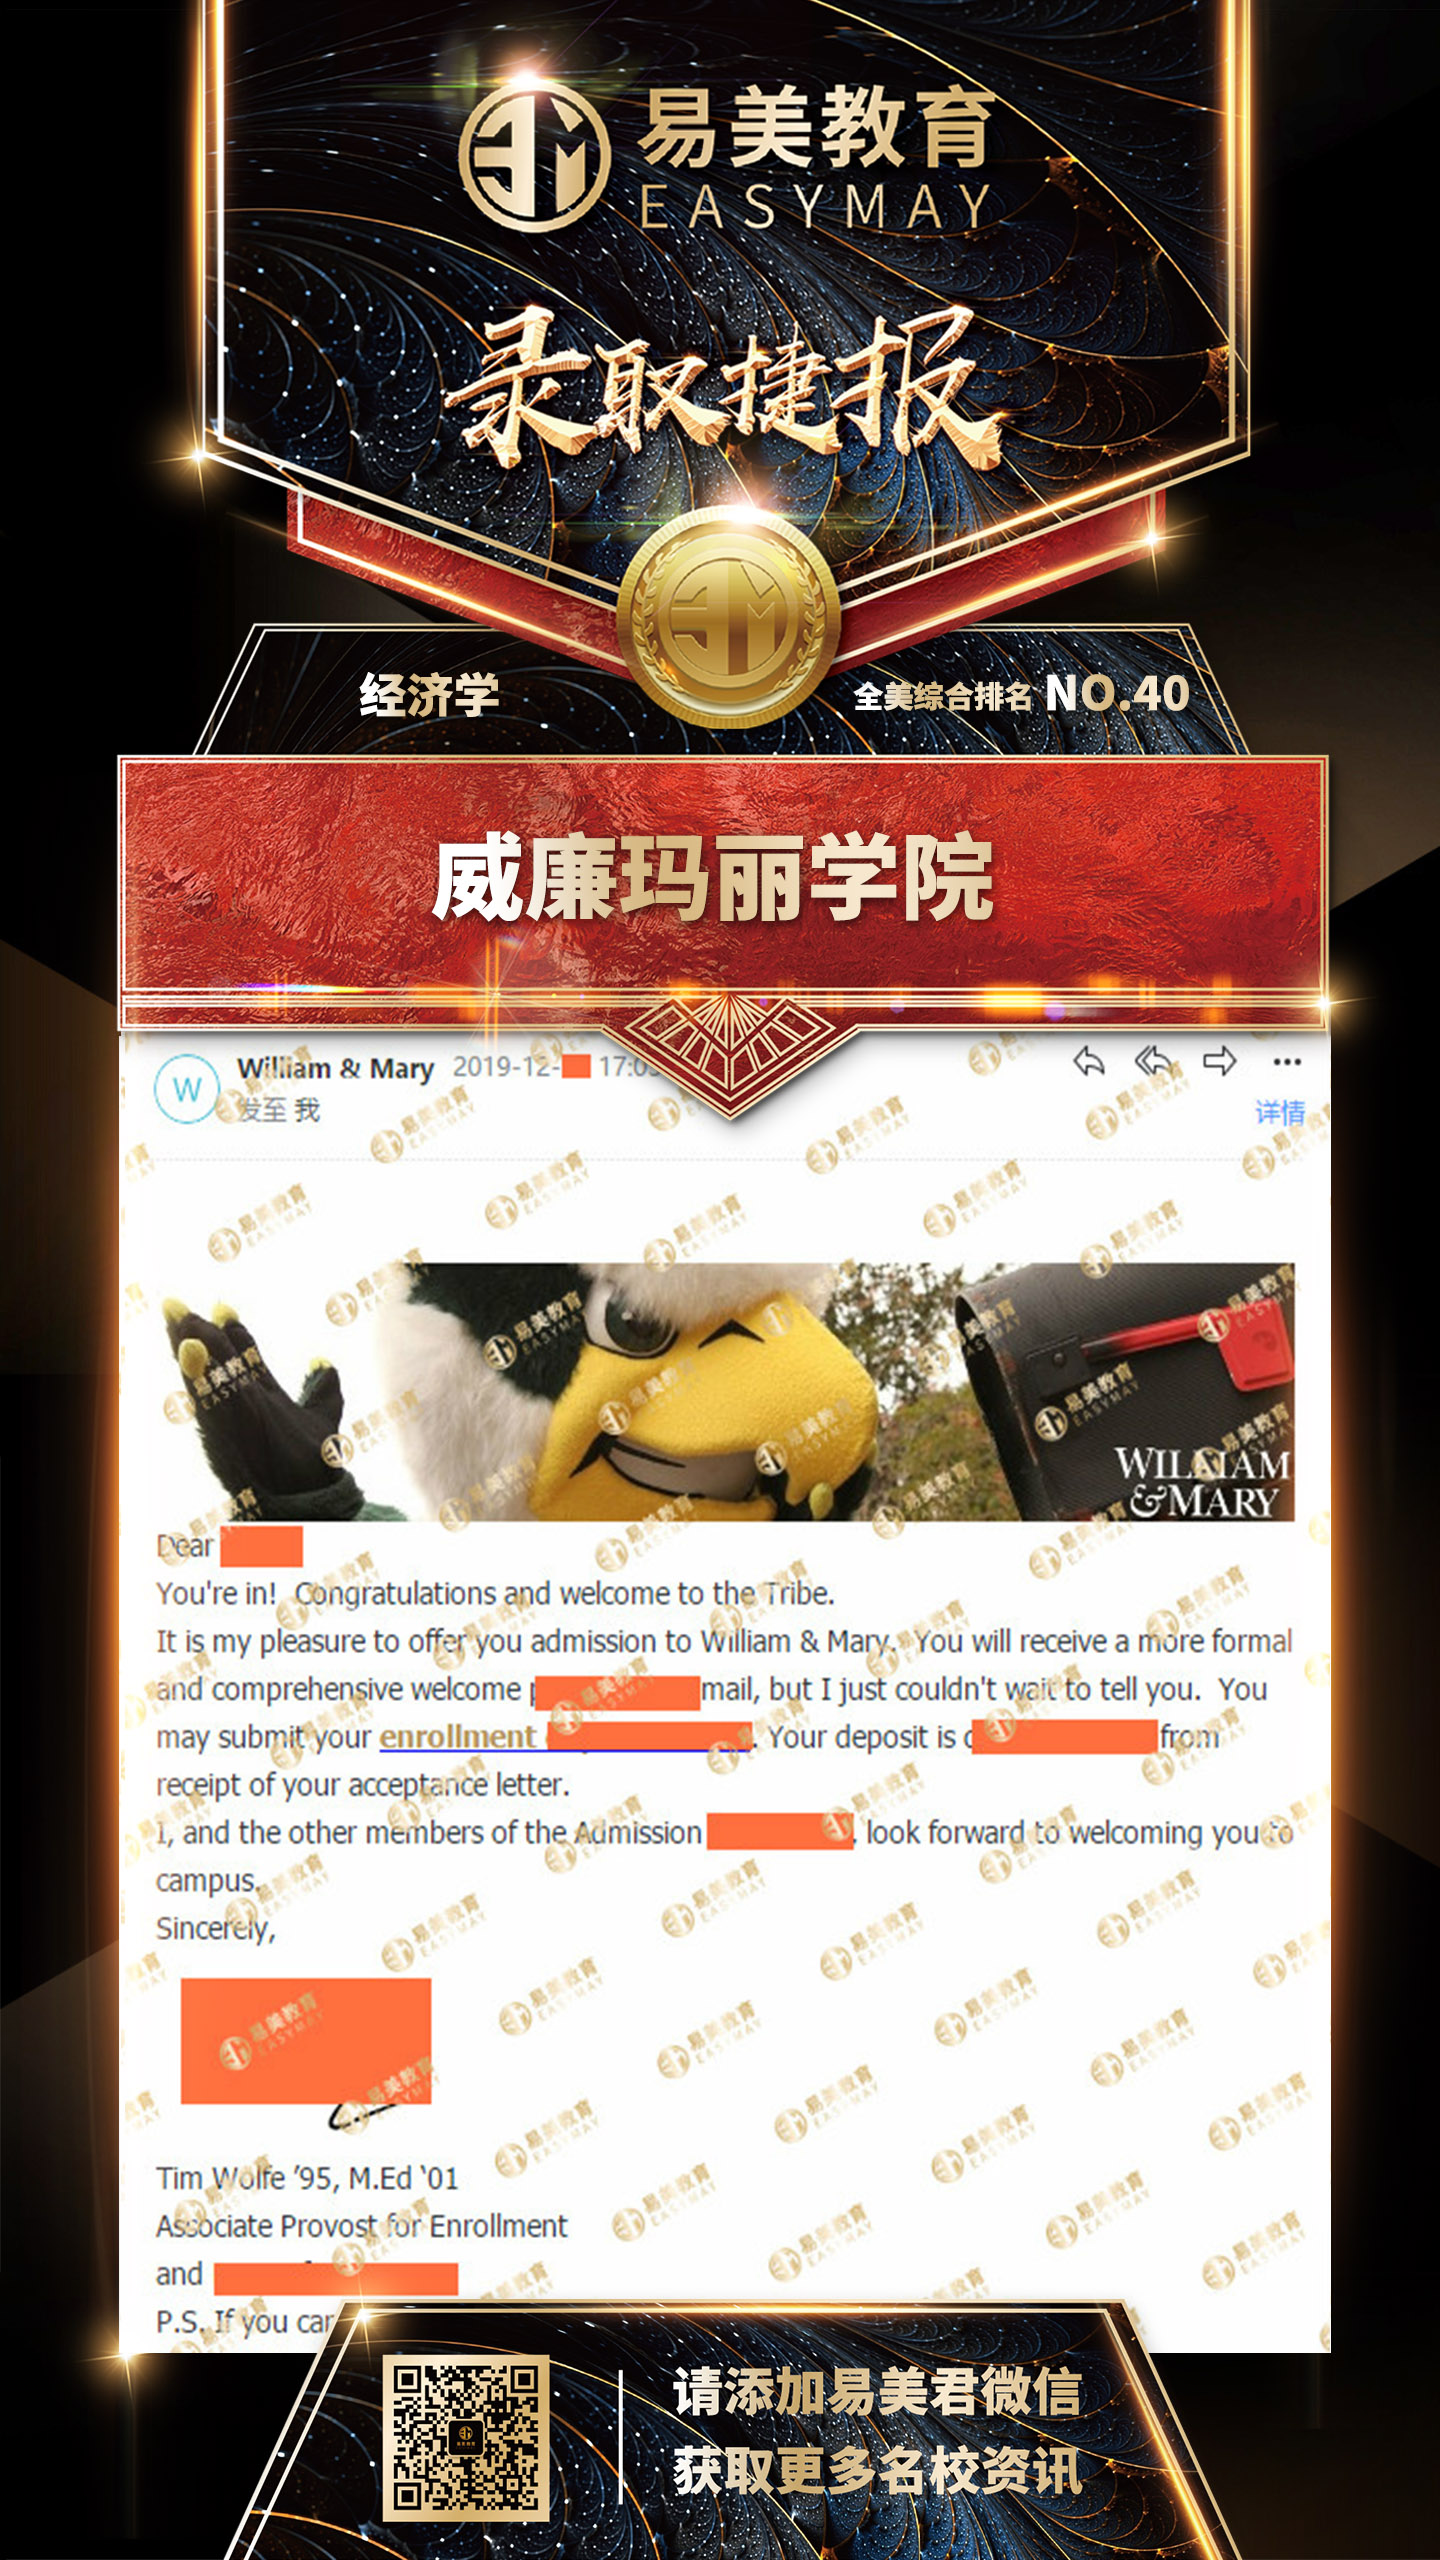 易美教育
EASYMAY
录取捷报
经济学
全美综合排名 NO.40
威廉玛丽学院
W
William & Mary 2019-12- 17:0
发至 我
详情
WILLIAM
&MARY
Dear
You're in! Congratulations and welcome to the Tribe.
It is my pleasure to offer you admission to William & Mary. You will receive a more formal
and comprehensive welcome mail, but I just couldn't wait to tell you. You
may submit your enrollment . Your deposit is from
receipt of your acceptance letter.
I, and the other members of the Admission , look forward to welcoming you to
campus.
Sincerely,
Tim Wolfe '95, M.Ed '01
Associate Provost for Enrollment
and
P.S. If you can
请添加易美君微信
获取更多名校资讯